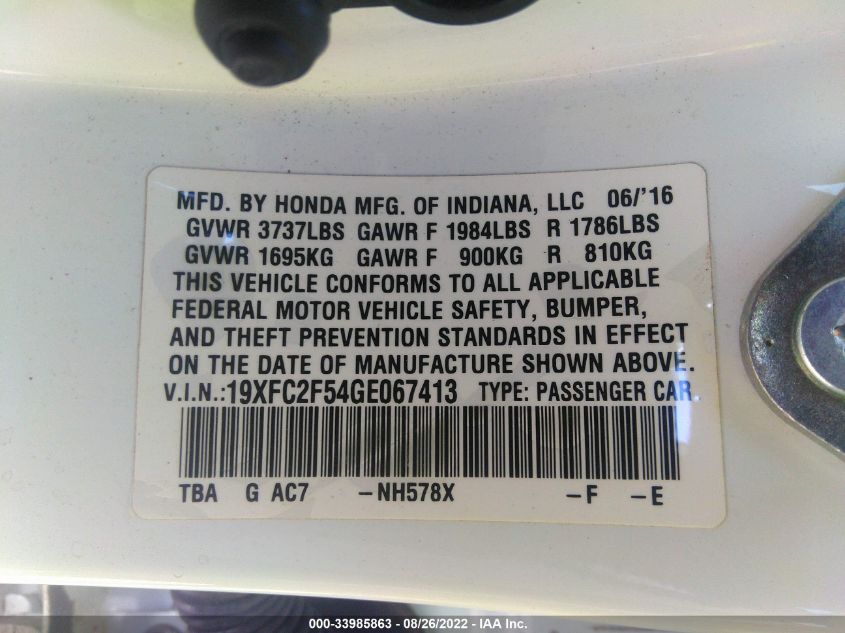 MFD. BY HONDA MFG. OF INDIANA, LLC 06/'16
GVWR 3737LBS GAWR F 1984LBS R 1786LBS
GVWR 1695KG GAWR F 900KG R 810KG
THIS VEHICLE CONFORMS TO ALL APPLICABLE
FEDERAL MOTOR VEHICLE SAFETY, BUMPER,
AND THEFT PREVENTION STANDARDS IN EFFECT
ON THE DATE OF MANUFACTURE SHOWN ABOVE.
V.I.N.:19XFC2F54GE067413 TYPE: PASSENGER CAR
TBA G AC7 -NH578X -F -E
000-33985863 - 08/26/2022 - IAA Inc.